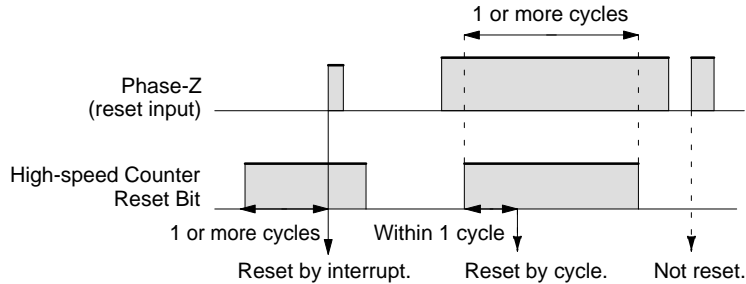 1 or more cycles
Phase-Z
(reset input)
High-speed Counter
Reset Bit
1 or more cycles
Within 1 cycle
Reset by interrupt.
Reset by cycle.
Not reset.